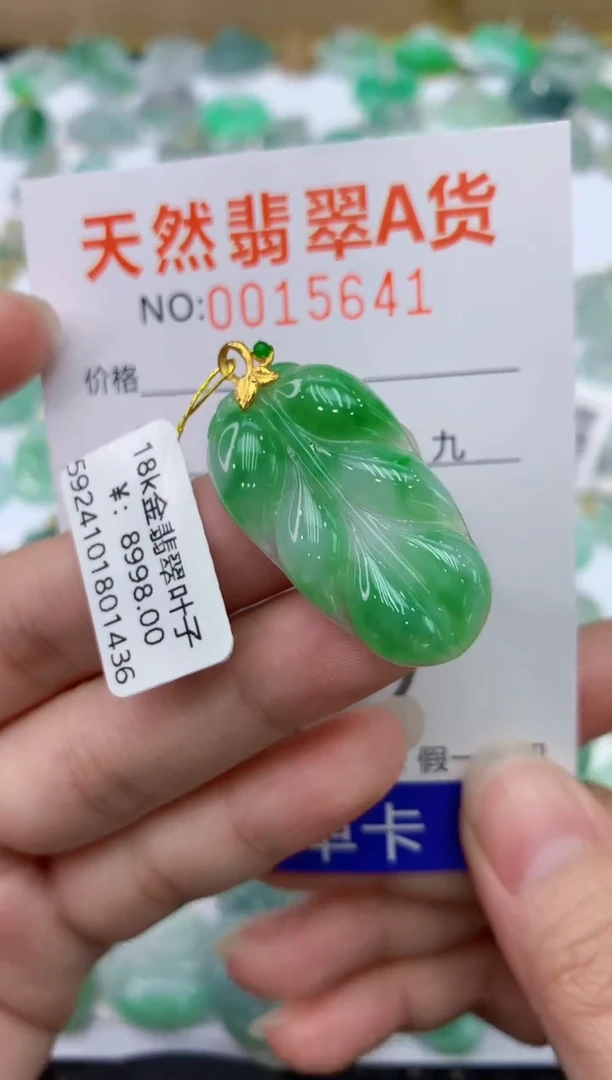 天然翡翠A货
NO:0015641
价格
九
18k金翡翠叶子
¥: 8998.00
5924101801436
假一
卡